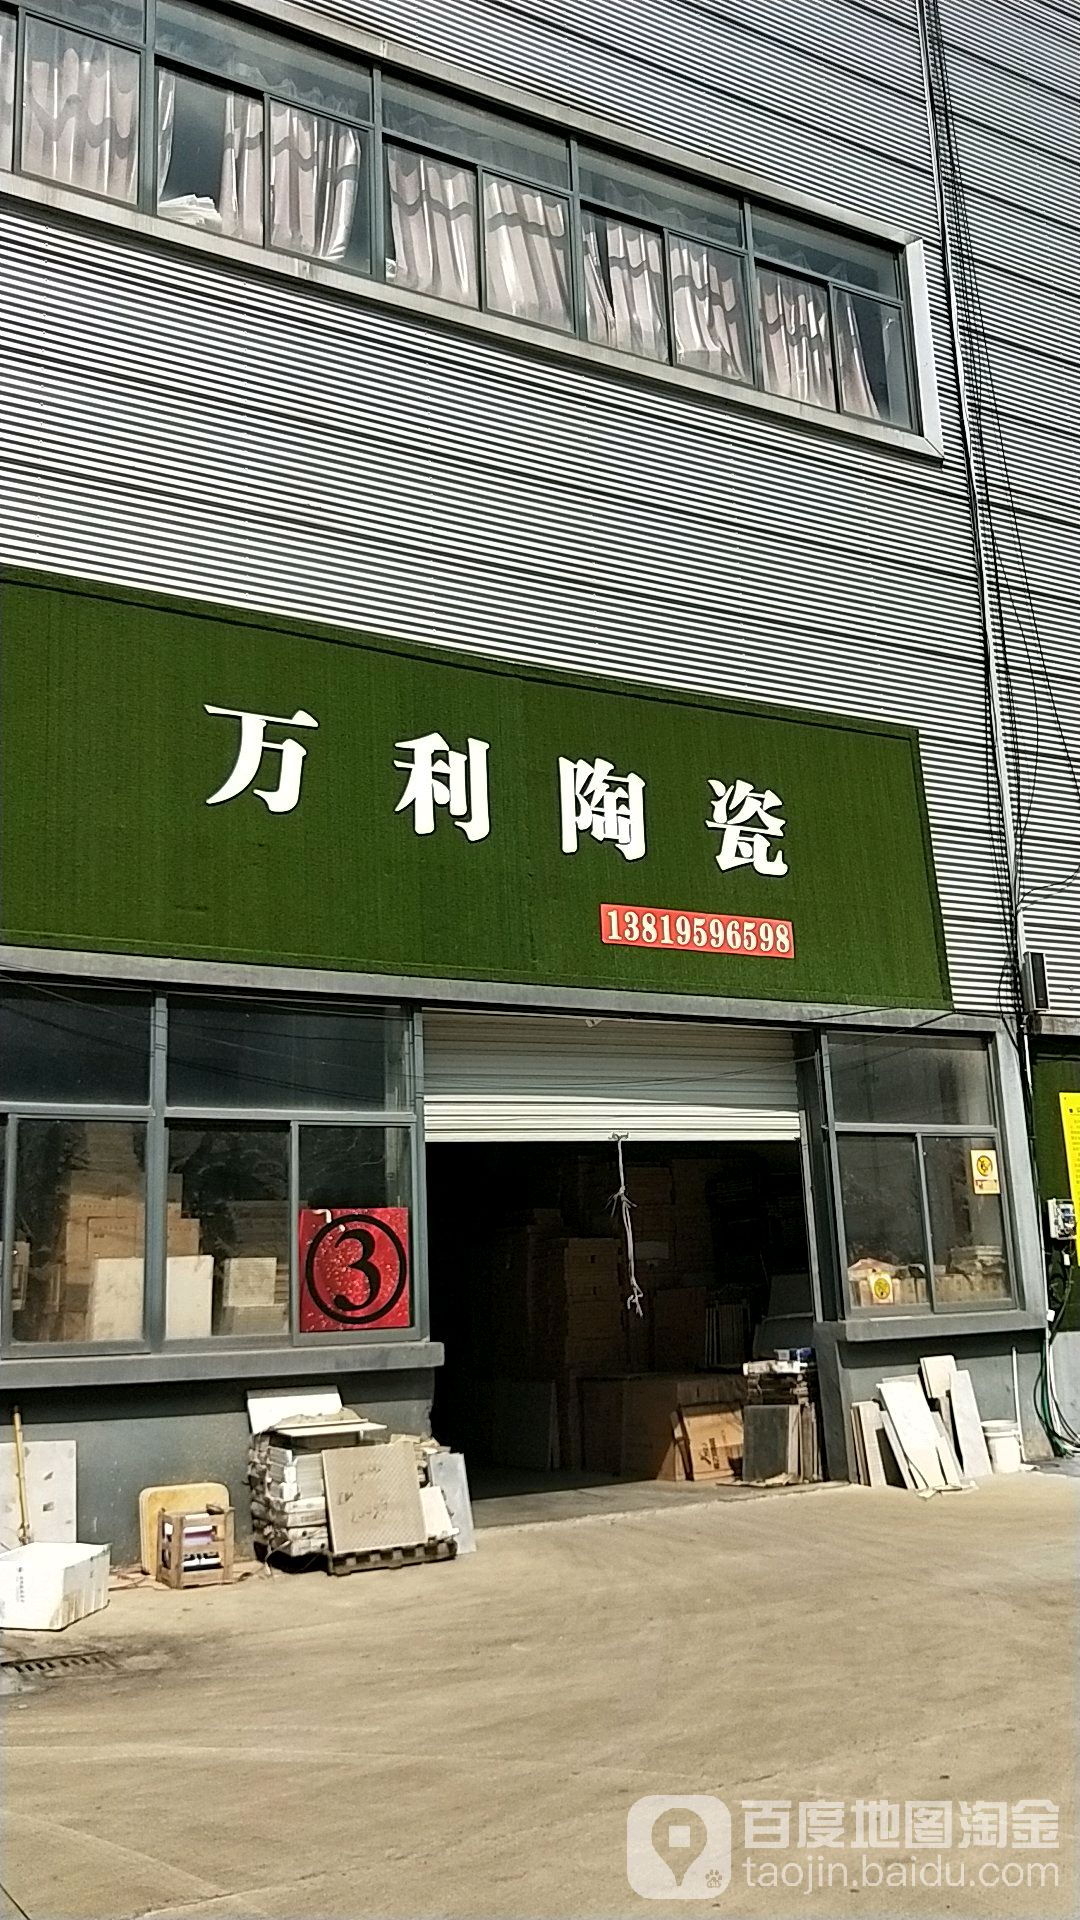 万利陶瓷
13819596598
③
百度地图淘金
taojin.baidu.com